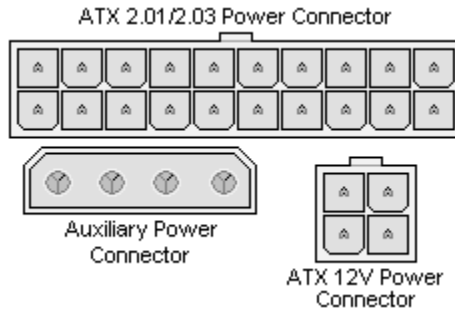 ATX 2.01/2.03 Power Connector
Auxiliary Power
Connector
ATX 12V Power
Connector